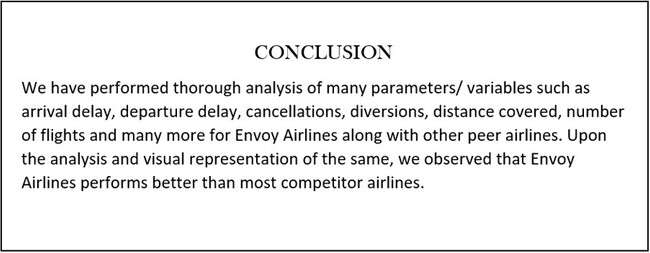 CONCLUSION
We have performed thorough analysis of many parameters/ variables such as
arrival delay, departure delay, cancellations, diversions, distance covered, number
of flights and many more for Envoy Airlines along with other peer airlines. Upon
the analysis and visual representation of the same, we observed that Envoy
Airlines performs better than most competitor airlines.